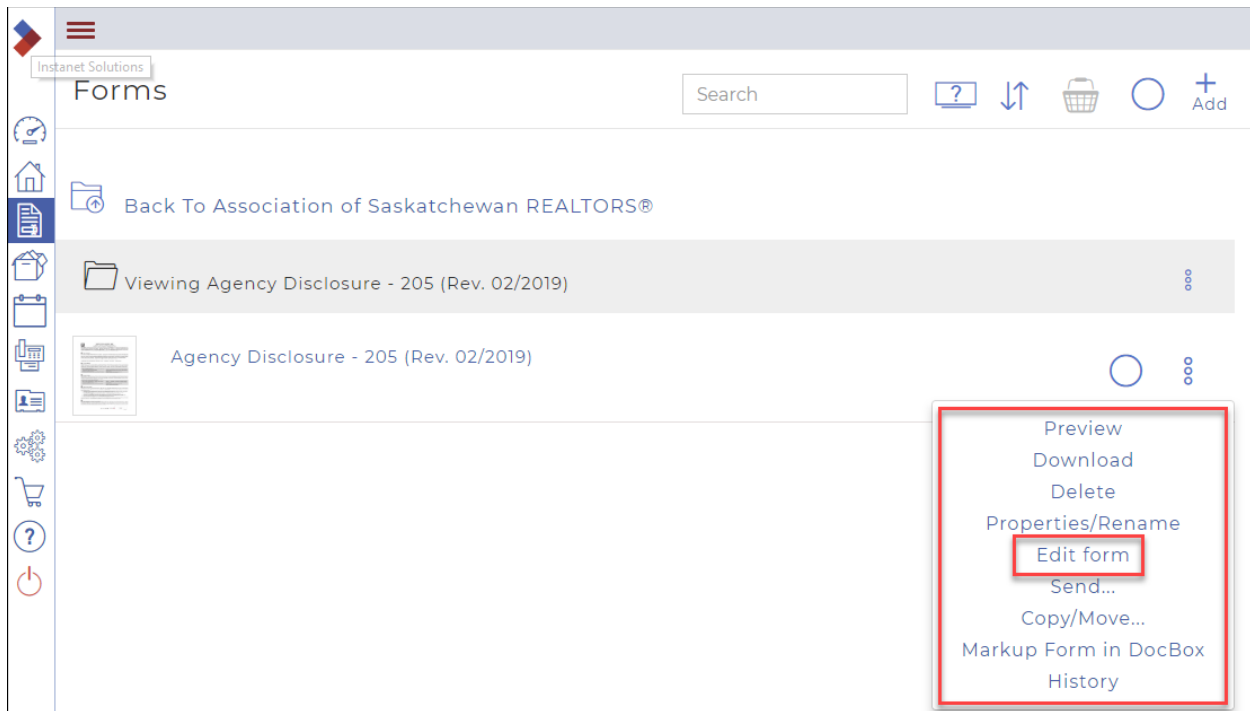 Instanet Solutions
Forms
Search
?
Add
Back To Association of Saskatchewan REALTORS®
Viewing Agency Disclosure - 205 (Rev. 02/2019)
Agency Disclosure - 205 (Rev. 02/2019)
Preview
Download
Delete
Properties/Rename
Edit form
Send...
Copy/Move...
Markup Form in DocBox
History
?